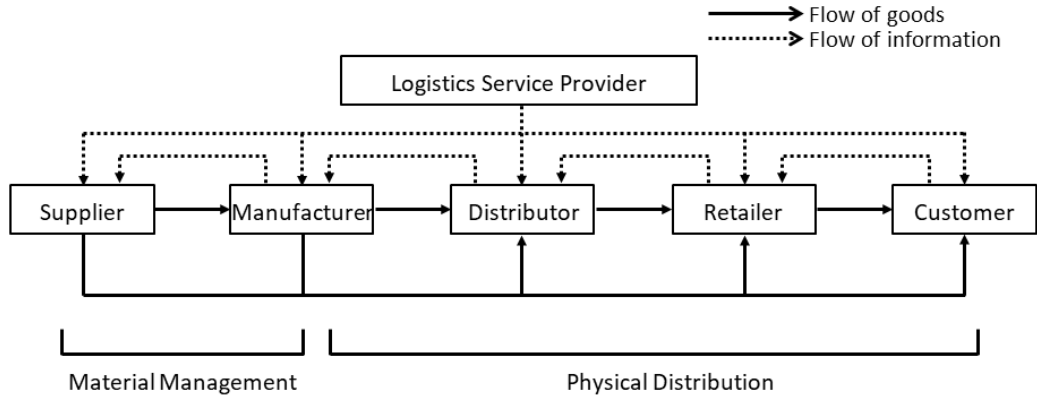 Flow of goods
Flow of information
Logistics Service Provider
Supplier
Manufacturer
Distributor
Retailer
Customer
Material Management
Physical Distribution